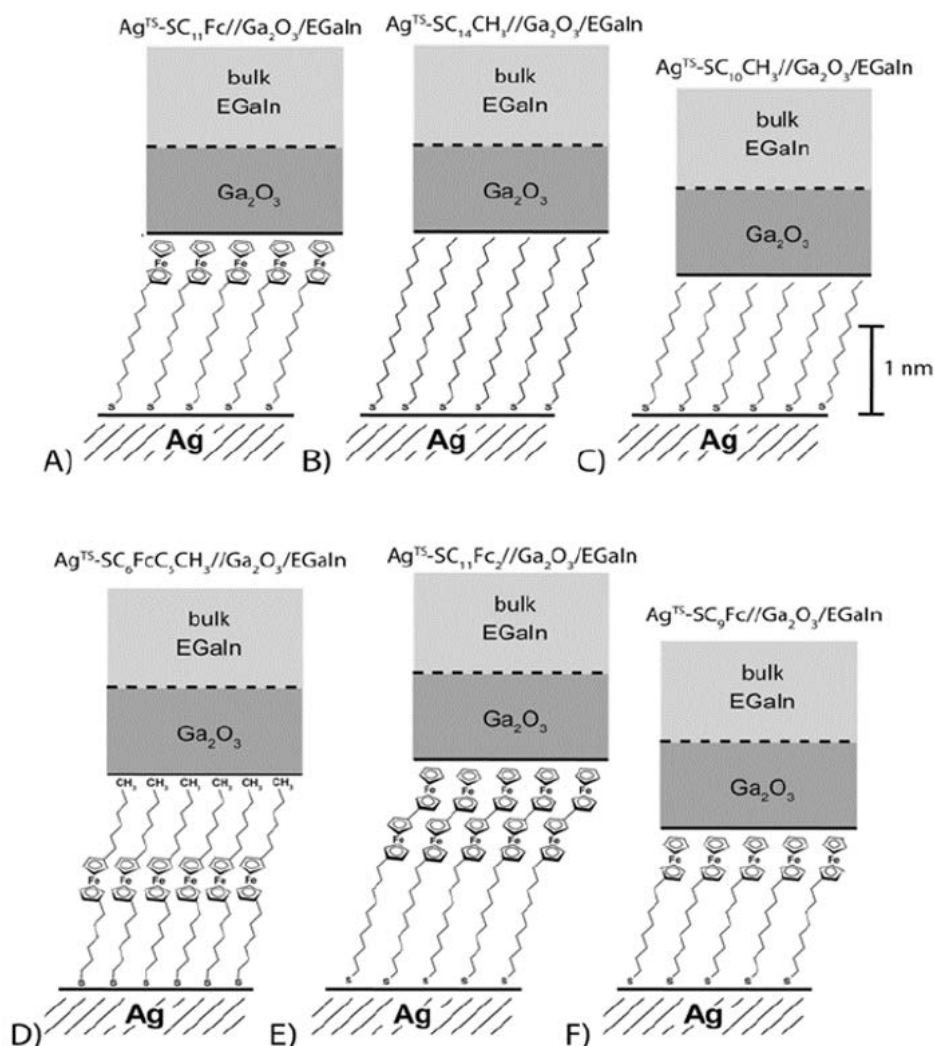 Ag^TS-SC₁₁Fc//Ga₂O₃/EGaIn
bulk
EGaIn
Ga₂O₃
Fe Fe Fe Fe Fe
S S S S S
Ag
A)
Ag^TS-SC₁₄CH₃//Ga₂O₃/EGaIn
bulk
EGaIn
Ga₂O₃
S S S S S S
Ag
B)
Ag^TS-SC₁₀CH₃//Ga₂O₃/EGaIn
bulk
EGaIn
Ga₂O₃
1 nm
S S S S S S
Ag
C)
Ag^TS-SC₆FcC₅CH₃//Ga₂O₃/EGaIn
bulk
EGaIn
Ga₂O₃
CH₃ CH₃ CH₃ CH₃ CH₃ CH₃
Fe Fe Fe Fe Fe Fe
S S S S S S
Ag
D)
Ag^TS-SC₁₁Fc₂//Ga₂O₃/EGaIn
bulk
EGaIn
Ga₂O₃
Fe Fe Fe Fe Fe
Fe Fe Fe Fe Fe
S S S S S
Ag
E)
Ag^TS-SC₉Fc//Ga₂O₃/EGaIn
bulk
EGaIn
Ga₂O₃
Fe Fe Fe Fe Fe
S S S S S
Ag
F)